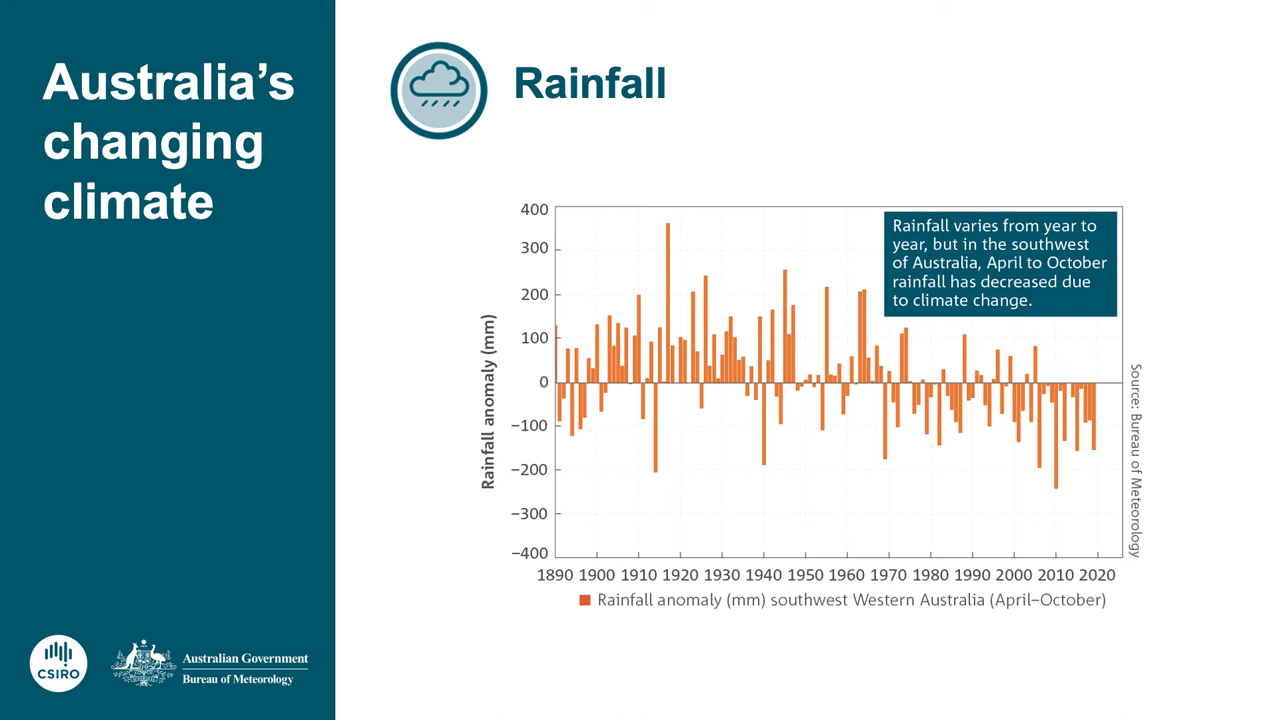 Australia’s
changing
climate
Rainfall
Rainfall varies from year to
year, but in the southwest
of Australia, April to October
rainfall has decreased due
to climate change.
Rainfall anomaly (mm)
400
300
200
100
0
−100
−200
−300
−400
1890 1900 1910 1920 1930 1940 1950 1960 1970 1980 1990 2000 2010 2020
Rainfall anomaly (mm) southwest Western Australia (April–October)
Source: Bureau of Meteorology
CSIRO
Australian Government
Bureau of Meteorology